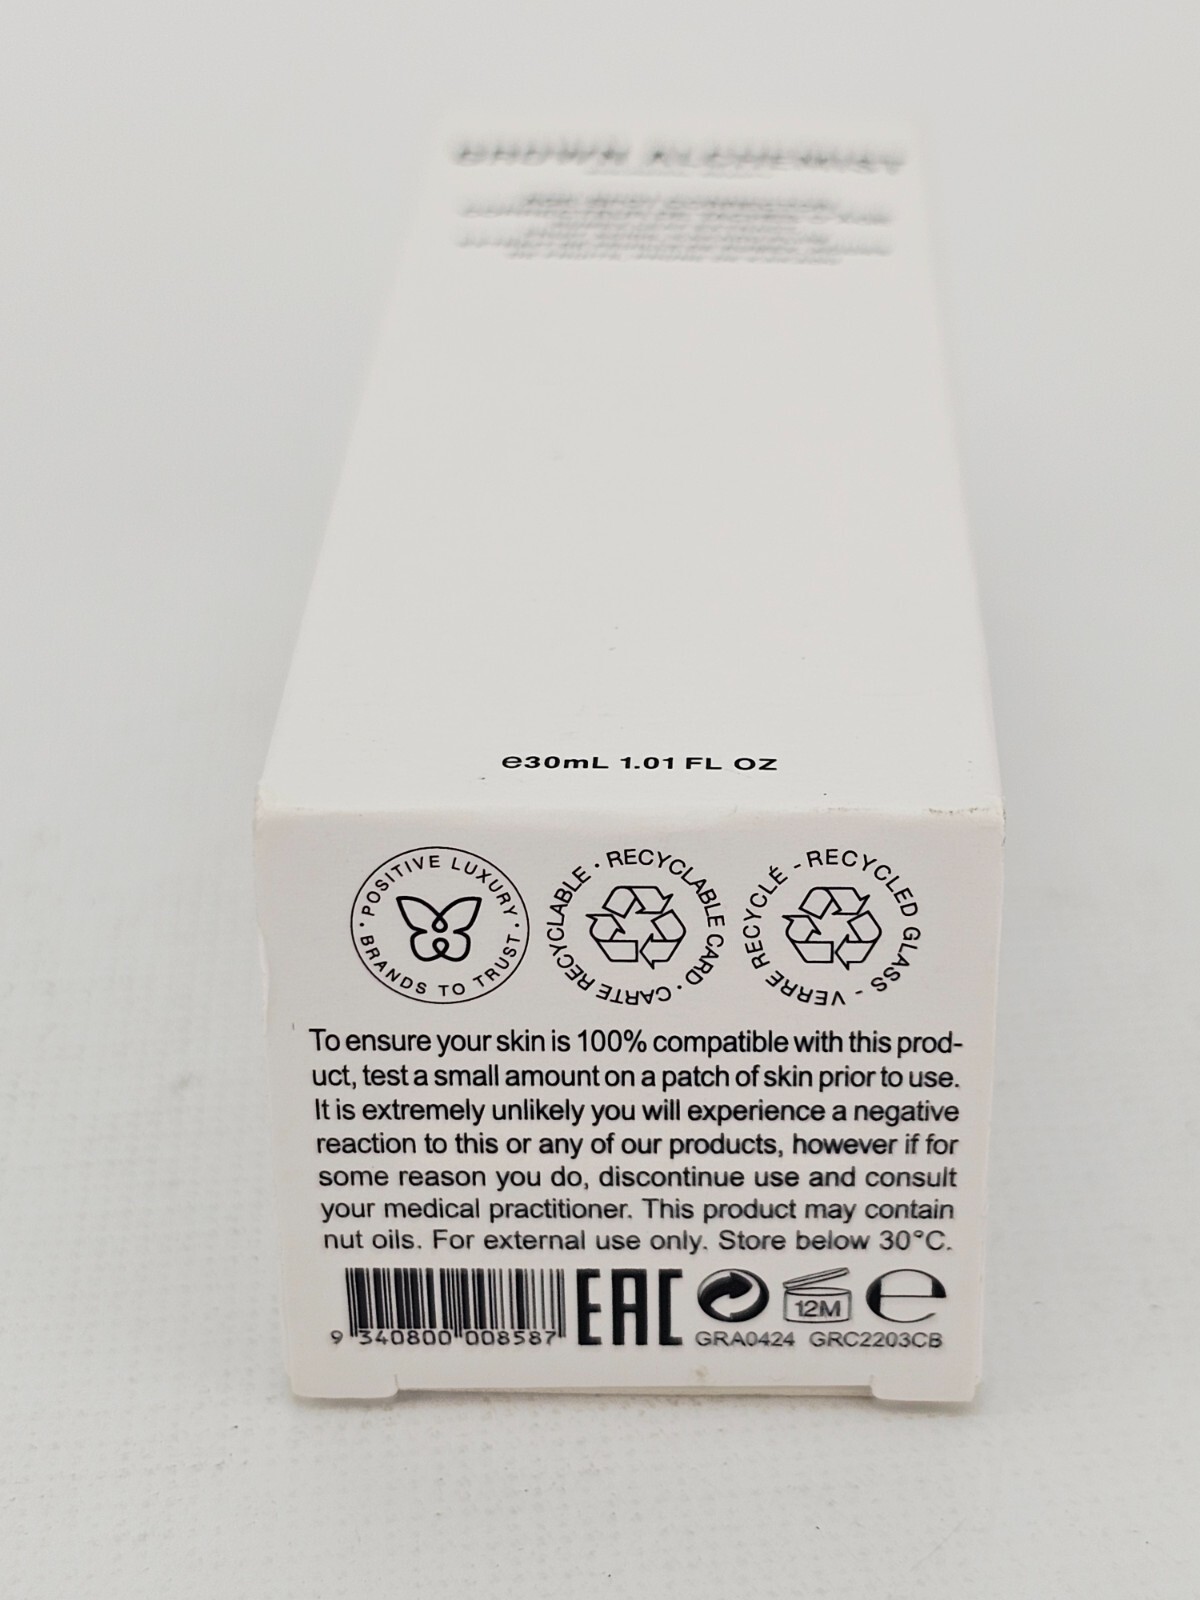 e30mL 1.01 FL OZ
· POSITIVE LUXURY ·
BRANDS TO TRUST
· RECYCLABLE CARD · CARTE RECYCLABLE
- RECYCLED GLASS - VERRE RECYCLÉ
To ensure your skin is 100% compatible with this prod-
uct, test a small amount on a patch of skin prior to use.
It is extremely unlikely you will experience a negative
reaction to this or any of our products, however if for
some reason you do, discontinue use and consult
your medical practitioner. This product may contain
nut oils. For external use only. Store below 30°C.
9 340800 008587
EAC
12M
e
GRA0424 GRC2203CB